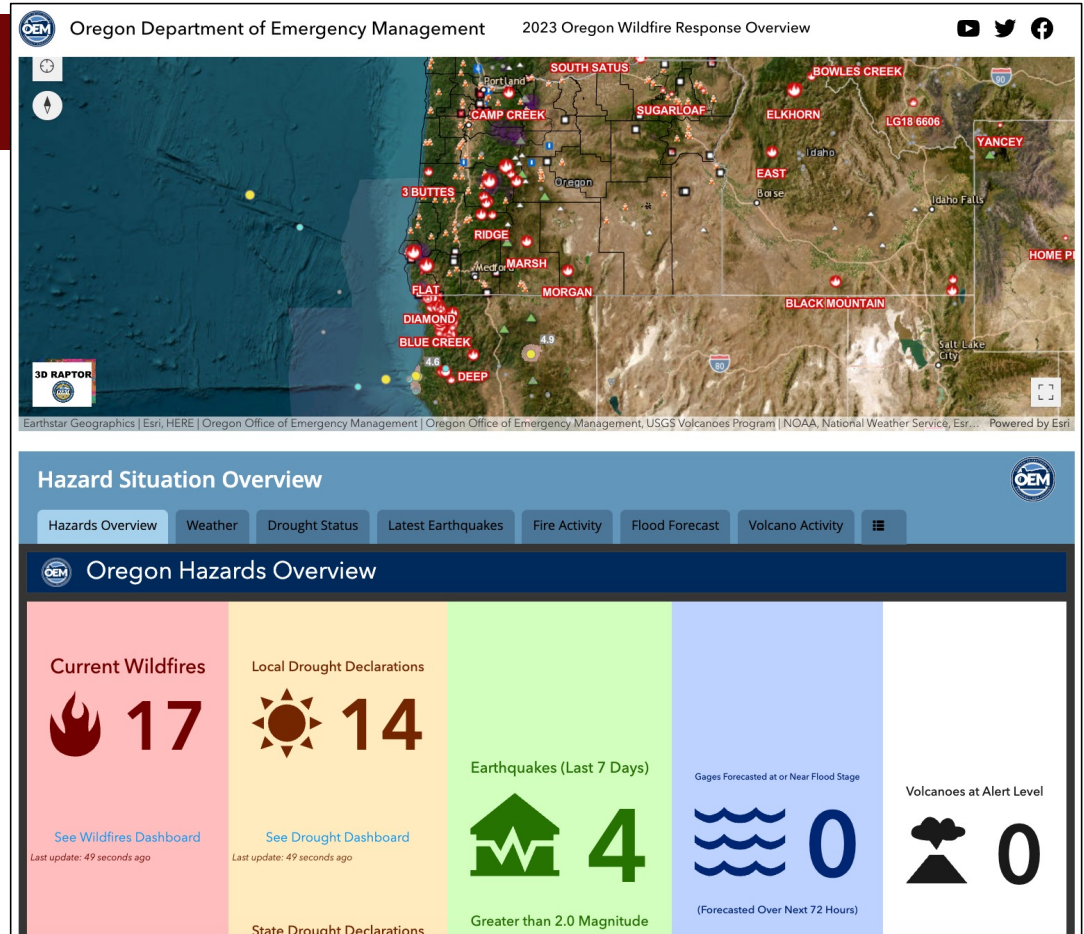 OEM
Oregon Department of Emergency Management
2023 Oregon Wildfire Response Overview
SOUTH SATUS
BOWLES CREEK
90
Portland
CAMP CREEK
SUGARLOAF
ELKHORN
LG18 6606
YANCEY
Idaho
EAST
Oregon
3 BUTTES
Boise
Idaho Falls
RIDGE
MARSH
HOME PI
Medford
FLAT
MORGAN
BLACK MOUNTAIN
DIAMOND
BLUE CREEK
4.9
Salt Lake
City
4.6
80
DEEP
3D RAPTOR
Earthstar Geographics | Esri, HERE | Oregon Office of Emergency Management | Oregon Office of Emergency Management, USGS Volcanoes Program | NOAA, National Weather Service, Esr... Powered by Esri
Hazard Situation Overview
OEM
Hazards Overview Weather Drought Status Latest Earthquakes Fire Activity Flood Forecast Volcano Activity
OEM Oregon Hazards Overview
Current Wildfires
17
See Wildfires Dashboard
Last update: 49 seconds ago
Local Drought Declarations
14
See Drought Dashboard
Last update: 49 seconds ago
State Drought Declarations
Earthquakes (Last 7 Days)
4
Greater than 2.0 Magnitude
Gages Forecasted at or Near Flood Stage
0
(Forecasted Over Next 72 Hours)
Volcanoes at Alert Level
0